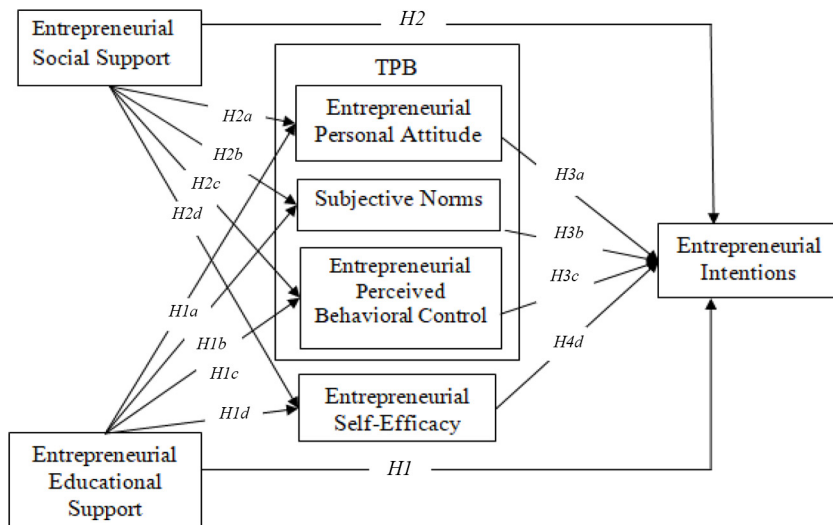 Entrepreneurial
Social Support
H2
TPB
Entrepreneurial
Personal Attitude
H2a
H2b
H2c
H2d
Subjective Norms
Entrepreneurial
Perceived
Behavioral Control
H3a
H3b
H3c
H4d
Entrepreneurial
Intentions
H1a
H1b
H1c
H1d
Entrepreneurial
Self-Efficacy
Entrepreneurial
Educational
Support
H1